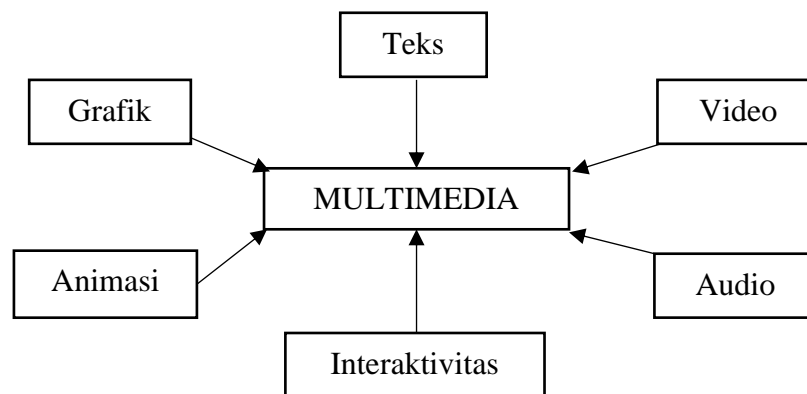 Teks
Grafik
Video
MULTIMEDIA
Animasi
Audio
Interaktivitas